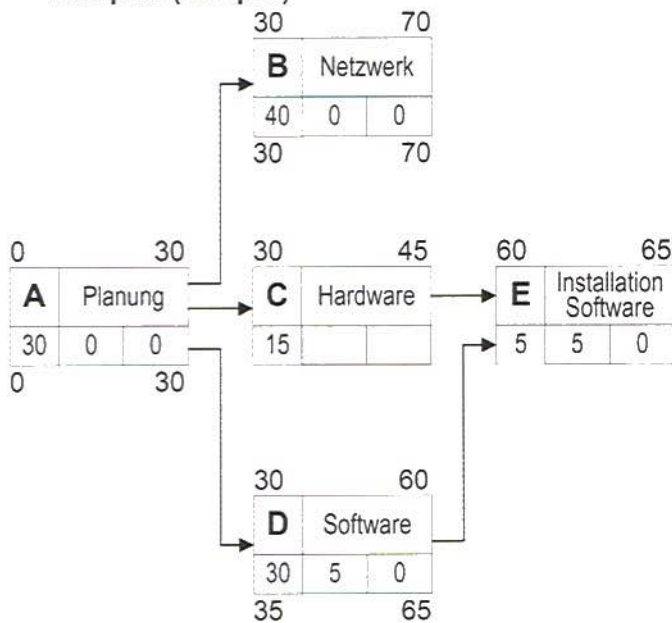 30 70
B Netzwerk
40 0 0
30 70
0 30
A Planung
30 0 0
0 30
30 45
C Hardware
15
60 65
E Installation
Software
5 5 0
30 60
D Software
30 5 0
35 65